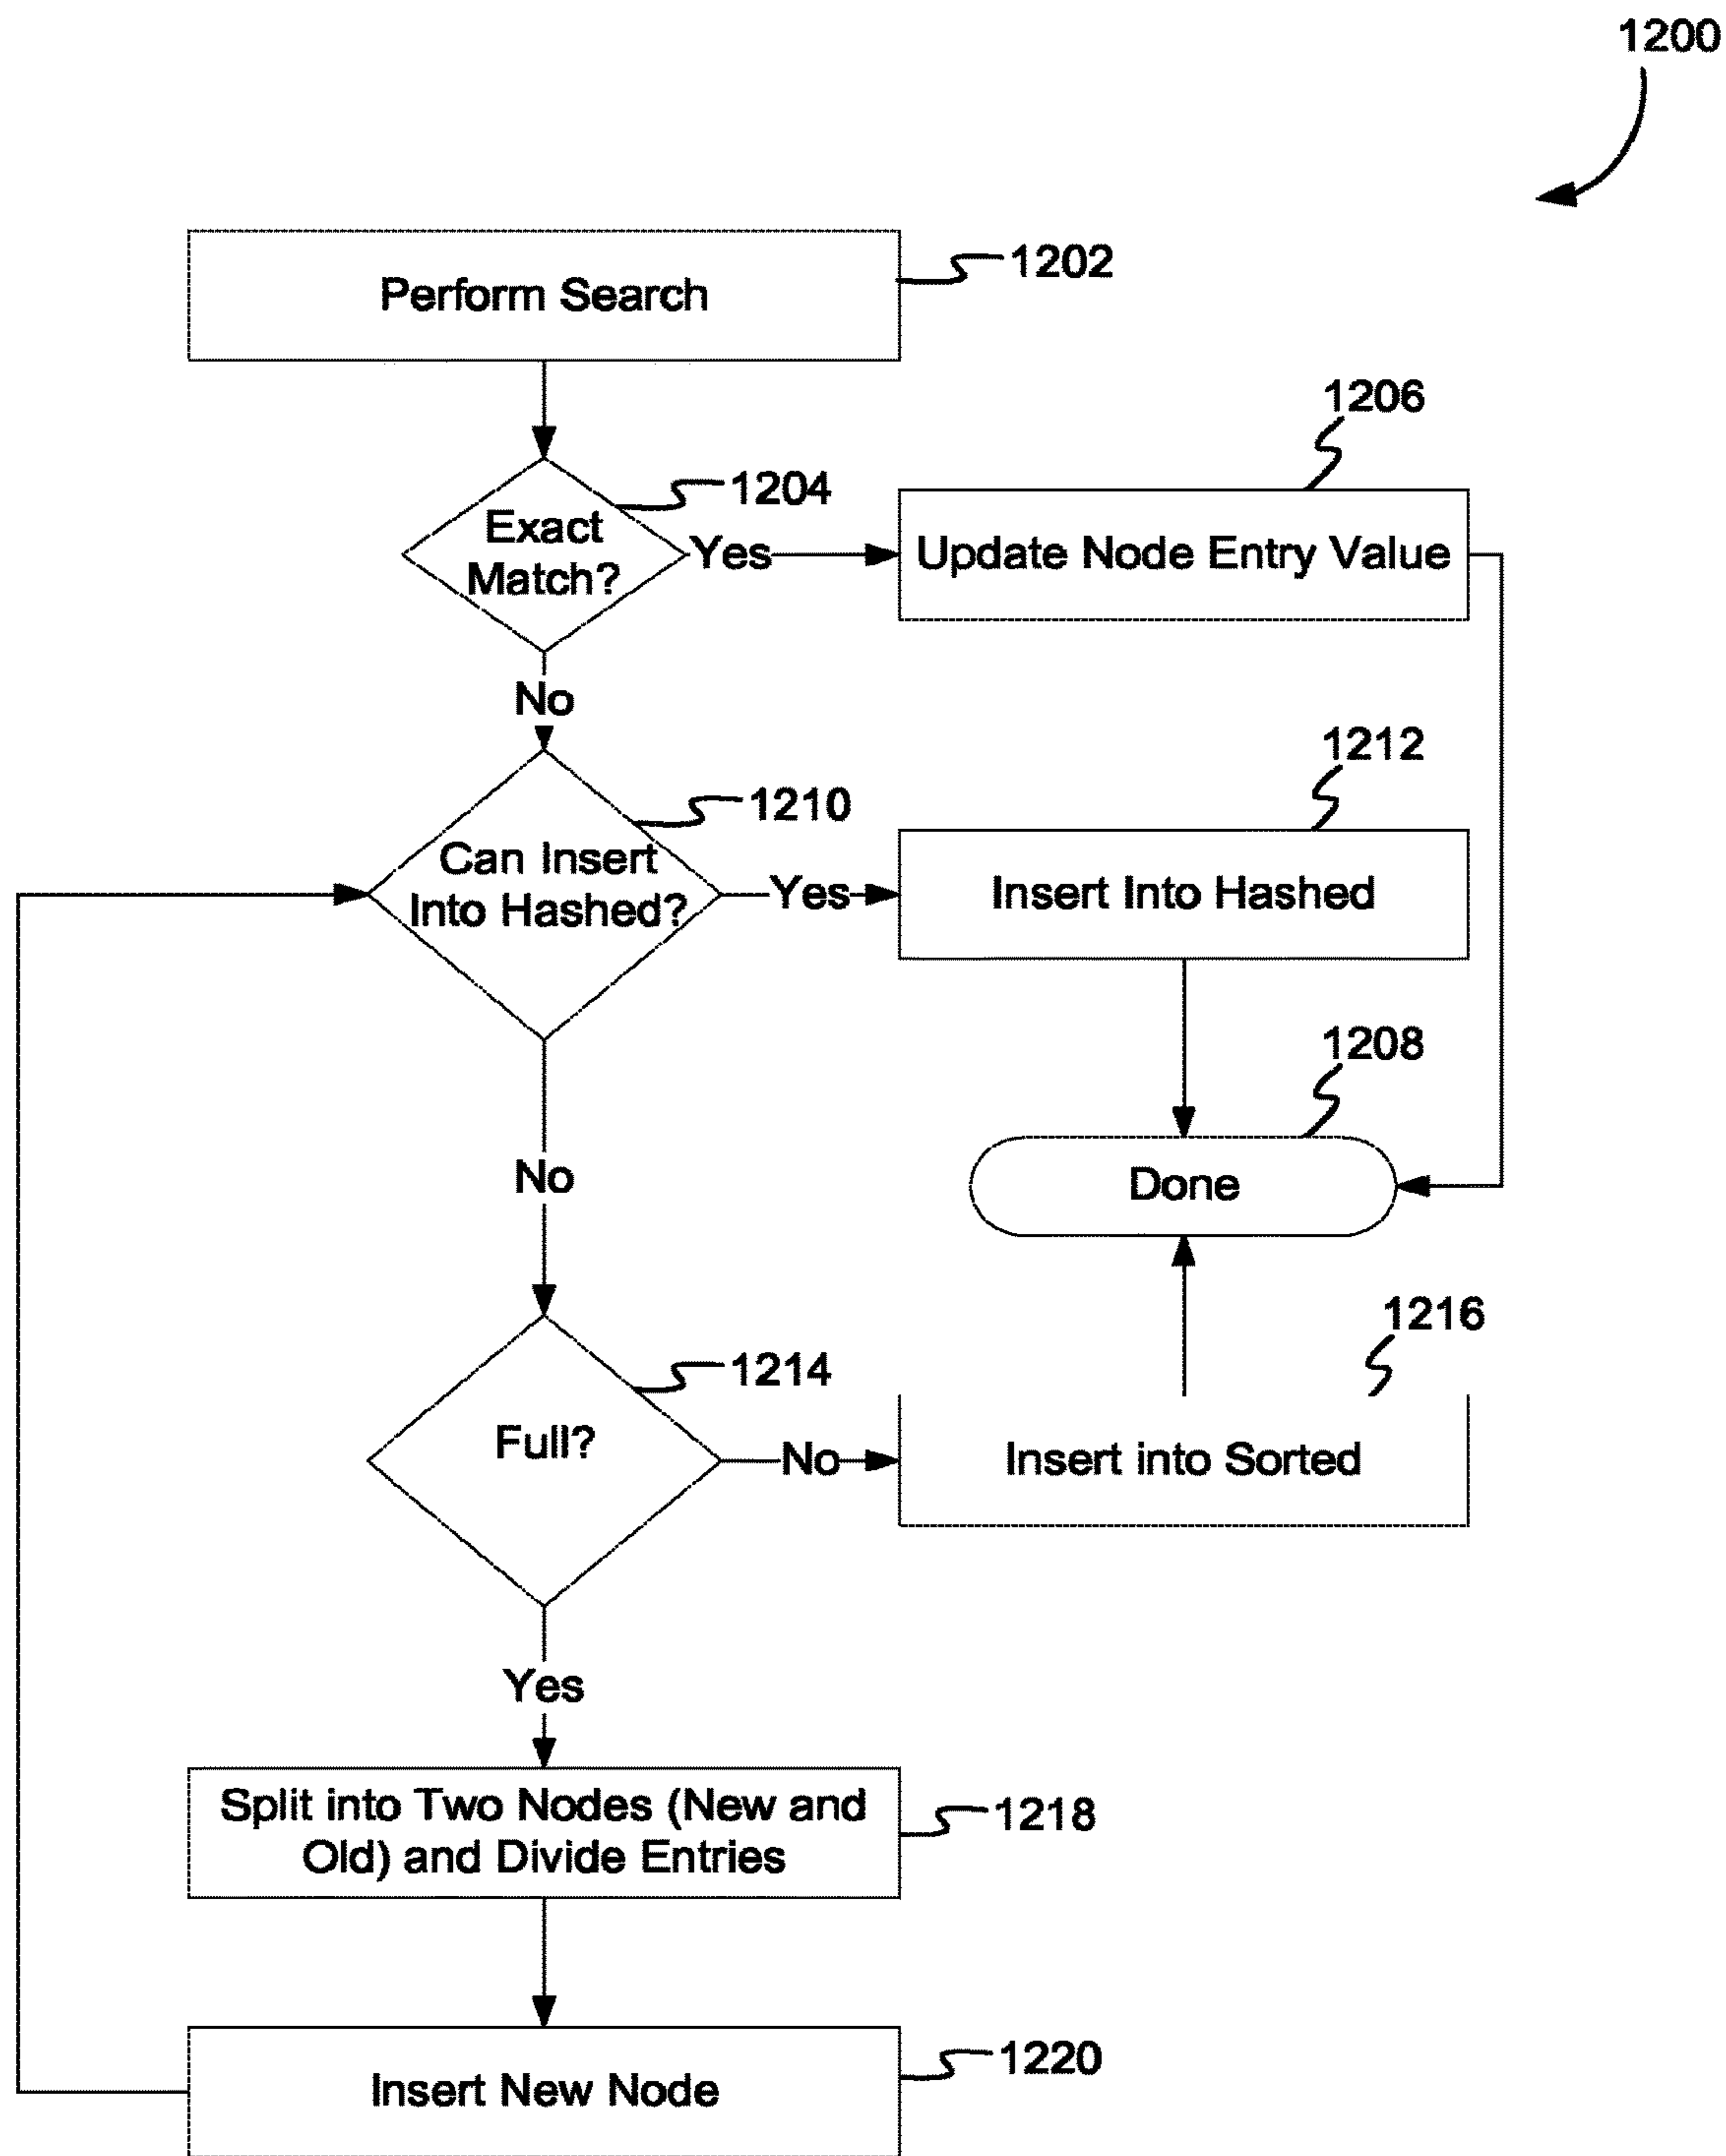 1200
Perform Search
1202
1206
1204
Exact
Match?
Yes
Update Node Entry Value
No
1212
1210
Can Insert
Into Hashed?
Yes
Insert Into Hashed
1208
No
Done
1216
1214
Full?
No
Insert into Sorted
Yes
Split into Two Nodes (New and
Old) and Divide Entries
1218
1220
Insert New Node